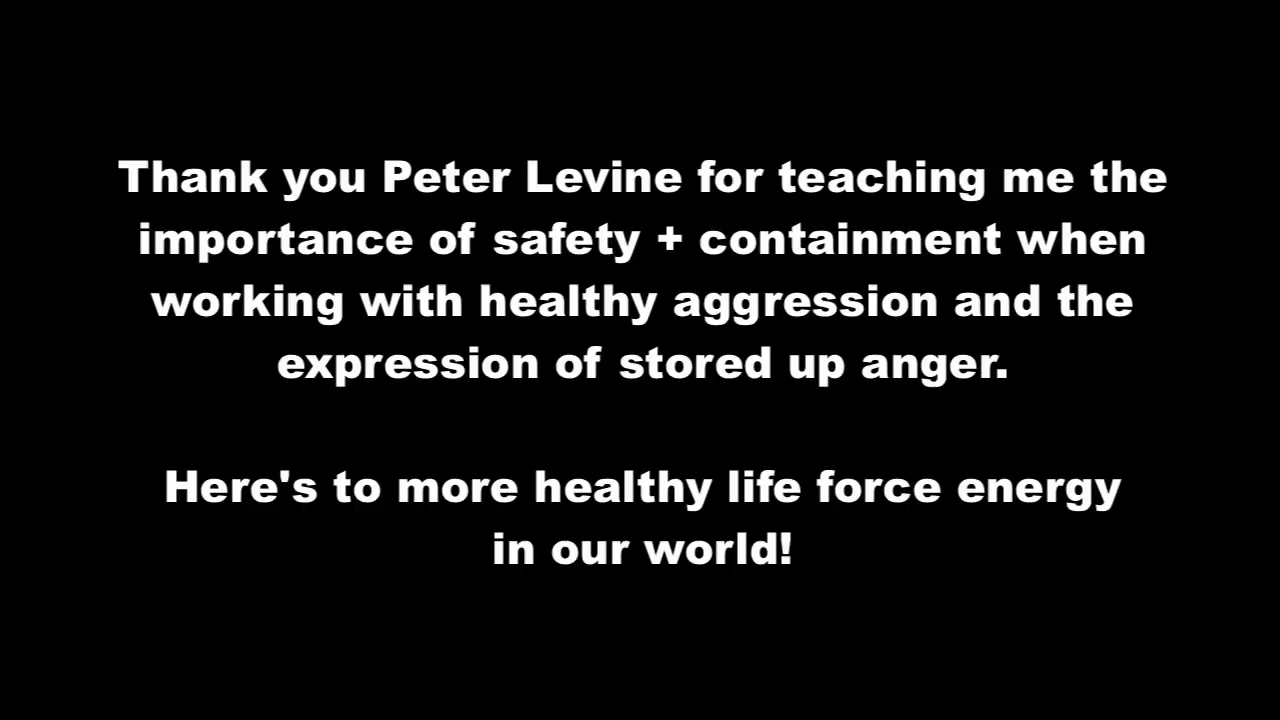 Thank you Peter Levine for teaching me the
importance of safety + containment when
working with healthy aggression and the
expression of stored up anger.
Here's to more healthy life force energy
in our world!